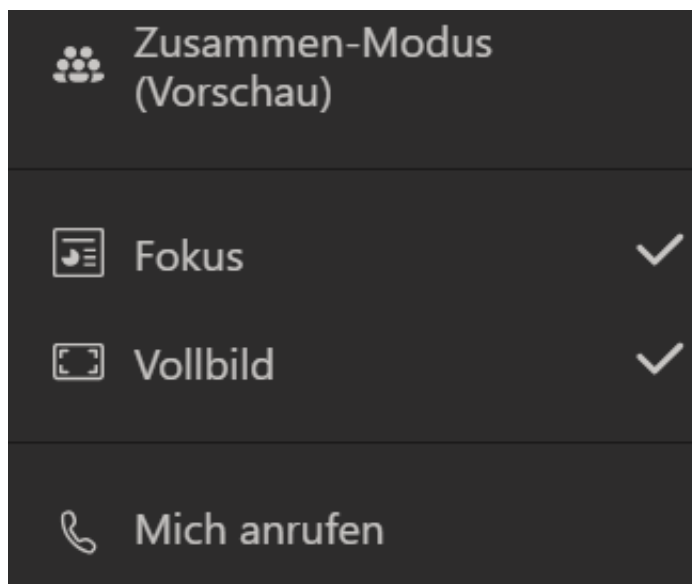 Zusammen-Modus
(Vorschau)
Fokus
Vollbild
Mich anrufen